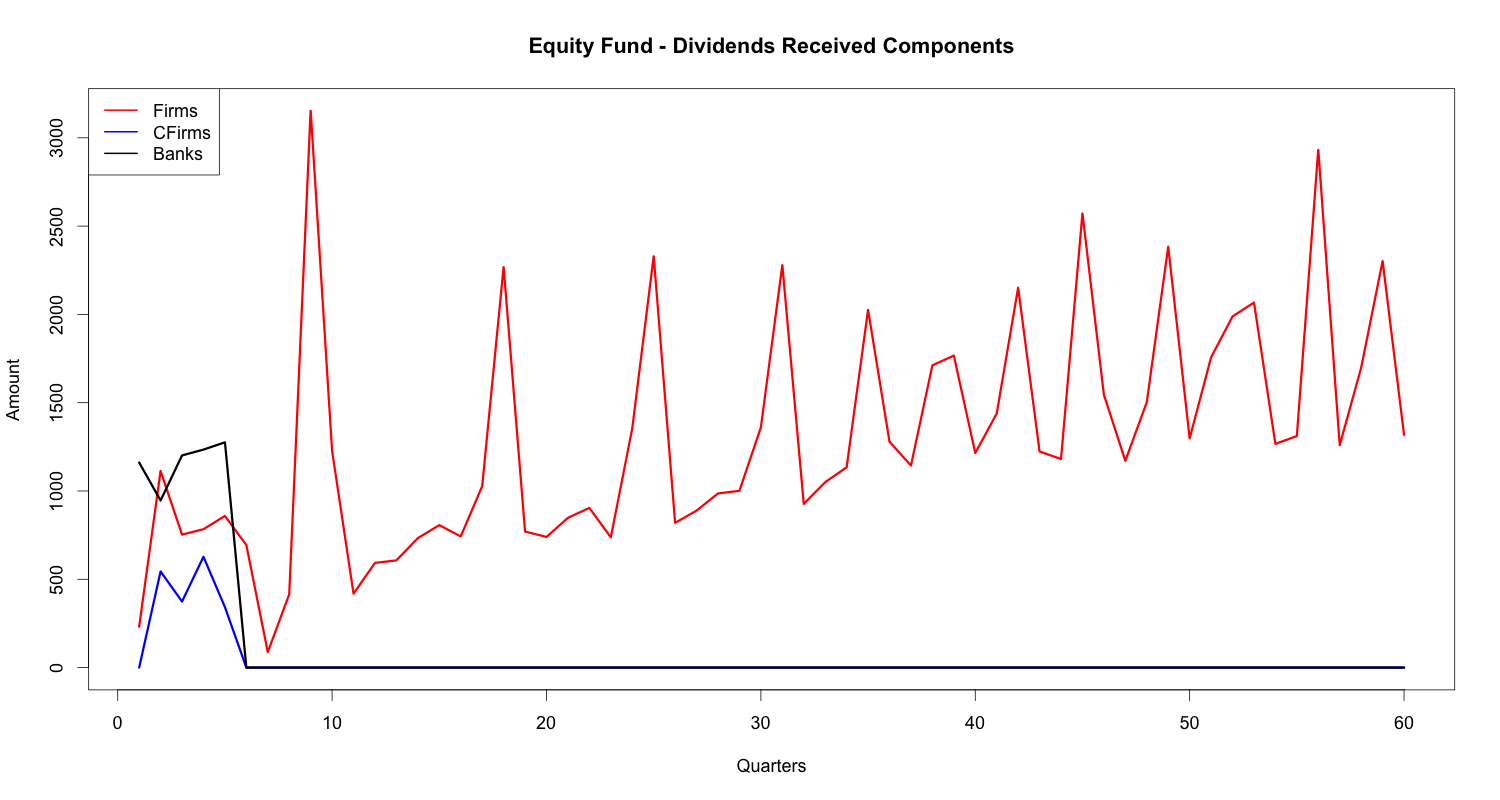 Equity Fund - Dividends Received Components
Firms
CFirms
Banks
Amount
3000
2500
2000
1500
1000
500
0
0 10 20 30 40 50 60
Quarters